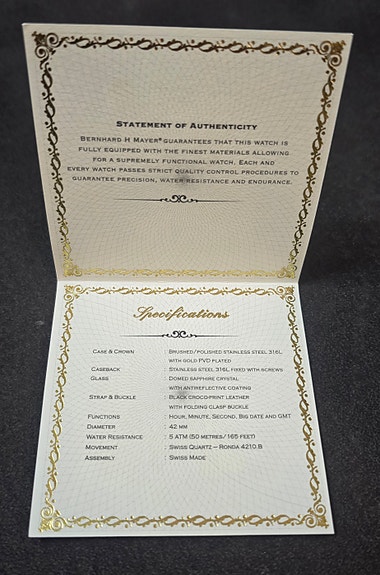 Statement of Authenticity
Bernhard H Mayer® guarantees that this watch is
fully equipped with the finest materials allowing
for a supremely functional watch. Each and
every watch passes strict quality control procedures to
guarantee precision, water-resistance and endurance.
Specifications
Case & Crown : Brushed/polished stainless steel 316L
with gold PVD plated
Caseback : Stainless steel 316L fixed with screws
Glass : Domed sapphire crystal
with antireflective coating
Strap & Buckle : Black croco-print leather
with folding clasp buckle
Functions : Hour, Minute, Second, Big date and GMT
Diameter : 42 mm
Water Resistance : 5 ATM (50 metres/165 feet)
Movement : Swiss Quartz – Ronda 4210.B
Assembly : Swiss Made